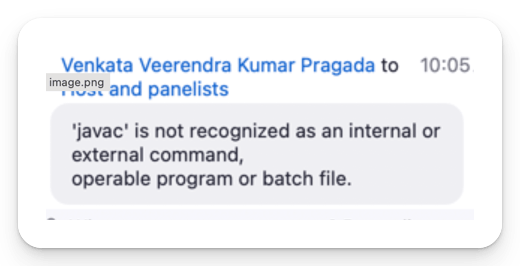 Venkata Veerendra Kumar Pragada to 10:05
image.png
Host and panelists
'javac' is not recognized as an internal or
external command,
operable program or batch file.